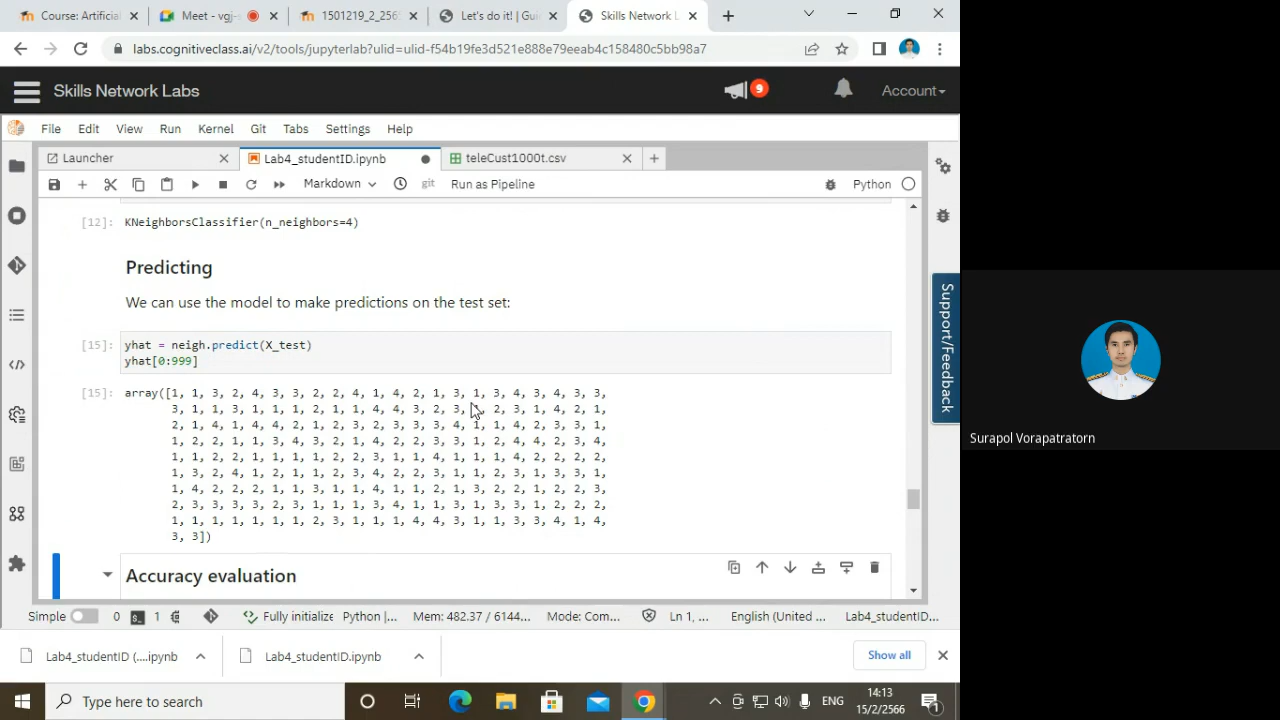 Course: Artificial
Meet - vgj-s
1501219_2_256
Let's do it! | Gui
Skills Network L
labs.cognitiveclass.ai/v2/tools/jupyterlab?ulid=ulid-f54b19fe3d521e888e79eeab4c158480c5bb98a7
Skills Network Labs
9
Account
File Edit View Run Kernel Git Tabs Settings Help
Launcher
Lab4_studentID.ipynb
teleCust1000t.csv
Markdown
git
Run as Pipeline
Python
[12]: KNeighborsClassifier(n_neighbors=4)
Predicting
We can use the model to make predictions on the test set:
[15]: yhat = neigh.predict(X_test)
yhat[0:999]
[15]: array([1, 1, 3, 2, 4, 3, 3, 2, 2, 4, 1, 4, 2, 1, 3, 1, 3, 4, 3, 4, 3, 3,
3, 1, 1, 3, 1, 1, 1, 2, 1, 1, 4, 4, 3, 2, 3, 2, 3, 1, 4, 2, 1,
2, 1, 4, 1, 4, 4, 2, 1, 2, 3, 2, 3, 3, 3, 4, 1, 1, 4, 2, 3, 3, 1,
1, 2, 2, 1, 1, 3, 4, 3, 2, 1, 4, 2, 2, 3, 3, 1, 2, 4, 4, 2, 3, 4,
1, 1, 2, 2, 1, 1, 1, 2, 2, 3, 1, 1, 4, 1, 1, 1, 4, 2, 2, 2, 2,
1, 3, 2, 4, 1, 2, 1, 1, 2, 3, 4, 2, 2, 3, 1, 1, 2, 3, 1, 3, 3, 1,
1, 4, 2, 2, 2, 1, 1, 3, 1, 1, 4, 1, 1, 2, 1, 3, 2, 2, 1, 2, 2, 3,
2, 3, 3, 3, 3, 2, 3, 1, 1, 1, 3, 4, 1, 1, 3, 1, 3, 3, 1, 2, 2, 2,
1, 1, 1, 1, 1, 1, 1, 2, 3, 1, 1, 1, 4, 4, 3, 1, 1, 3, 3, 4, 1, 4,
3, 3])
Accuracy evaluation
Support/Feedback
Simple 0 1 Fully initialize Python |... Mem: 482.37 / 6144... Mode: Com... Ln 1, ... English (United ... Lab4_studentID...
Lab4_studentID (....ipynb
Lab4_studentID.ipynb
Show all
Type here to search
ENG
14:13
15/2/2566
1
Surapol Vorapatratorn